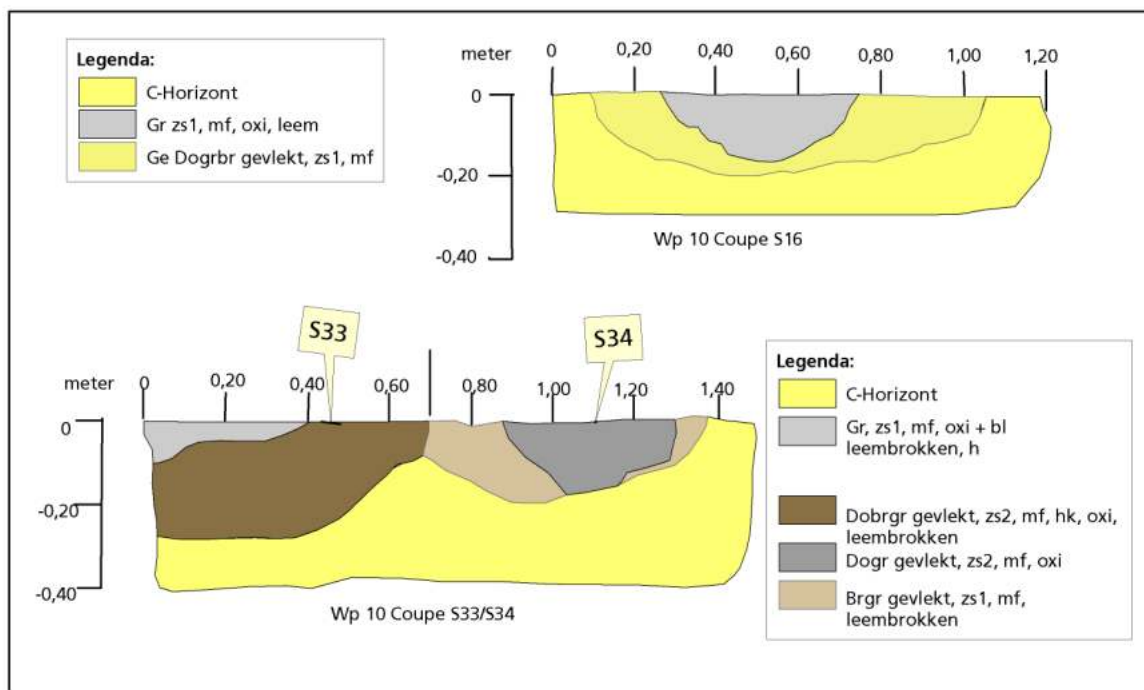 Legenda:
C-Horizont
Gr zs1, mf, oxi, leem
Ge Dogrbr gevlekt, zs1, mf
meter
0 0,20 0,40 0,60 0,80 1,00 1,20
0
-0,20
-0,40
Wp 10 Coupe S16
S33
S34
meter
0 0,20 0,40 0,80 1,00 1,20 1,40
0
-0,20
-0,40
Wp 10 Coupe S33/S34
Legenda:
C-Horizont
Gr, zs1, mf, oxi + bl
leembrokken, h
Dobrgr gevlekt, zs2, mf, hk, oxi,
leembrokken
Dogr gevlekt, zs2, mf, oxi
Brgr gevlekt, zs1, mf,
leembrokken